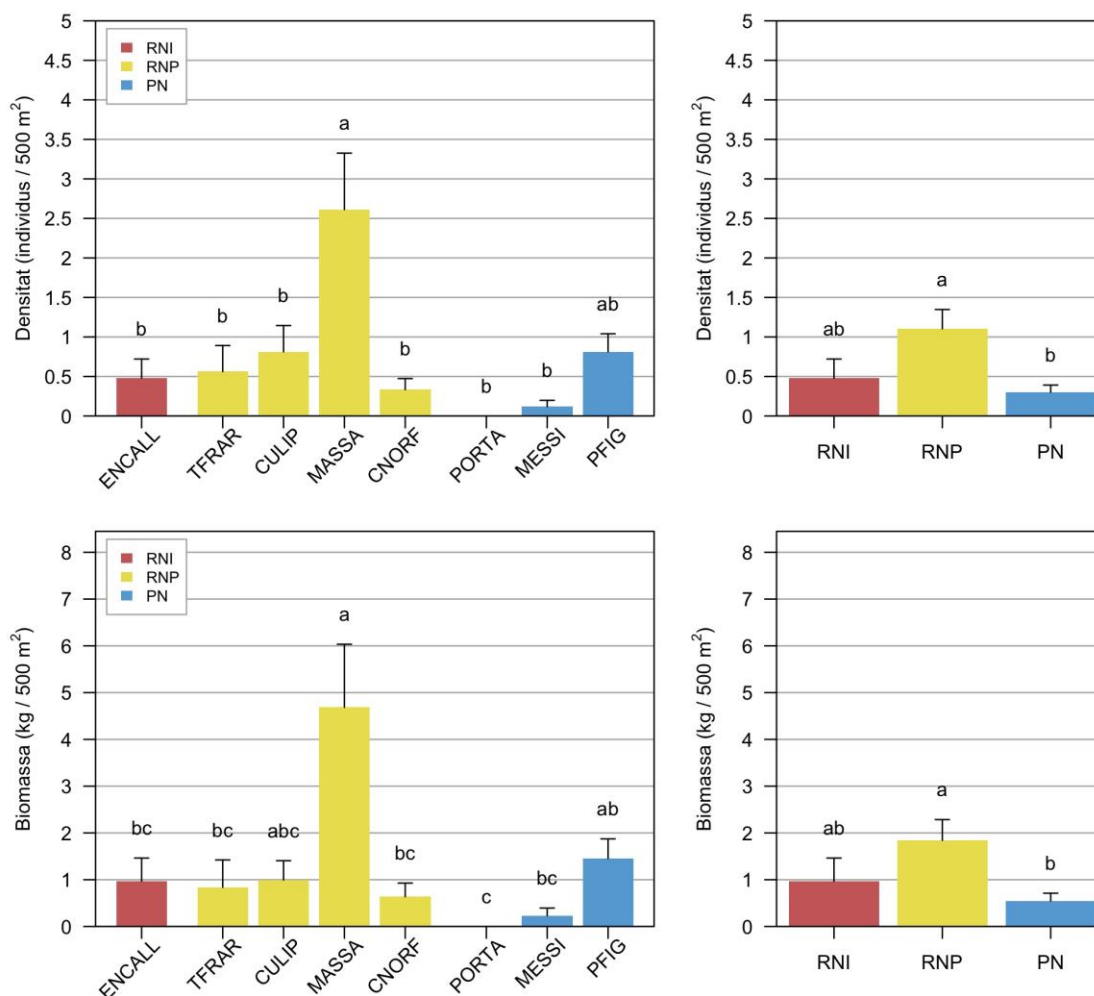 Densitat (individus / 500 m²)
5
4.5
4
3.5
3
2.5
2
1.5
1
0.5
0
RNI
RNP
PN
b
b
b
a
b
b
b
ab
ENCALL
TFRAR
CULIP
MASSA
CNORF
PORTA
MESSI
PFIG
Densitat (individus / 500 m²)
5
4.5
4
3.5
3
2.5
2
1.5
1
0.5
0
ab
a
b
RNI
RNP
PN
Biomassa (kg / 500 m²)
8
7
6
5
4
3
2
1
0
RNI
RNP
PN
bc
bc
abc
a
bc
c
bc
ab
ENCALL
TFRAR
CULIP
MASSA
CNORF
PORTA
MESSI
PFIG
Biomassa (kg / 500 m²)
8
7
6
5
4
3
2
1
0
ab
a
b
RNI
RNP
PN